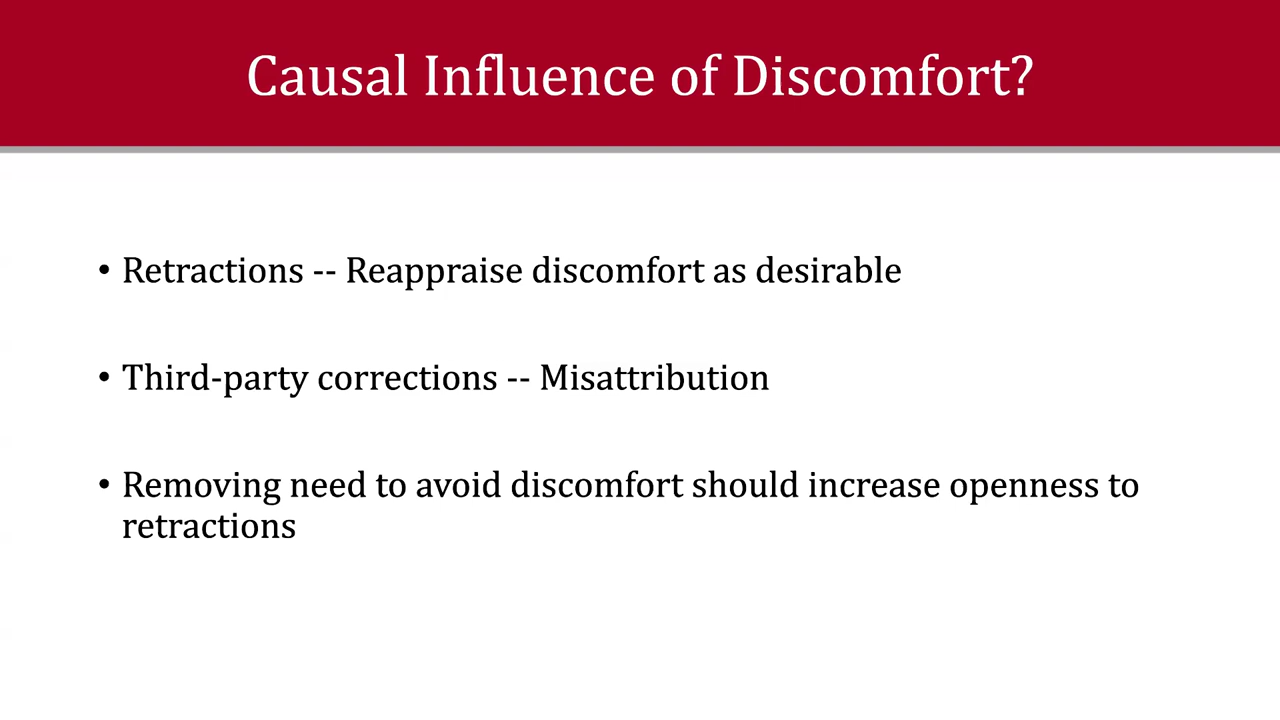 Causal Influence of Discomfort?
• Retractions -- Reappraise discomfort as desirable
• Third-party corrections -- Misattribution
• Removing need to avoid discomfort should increase openness to
retractions